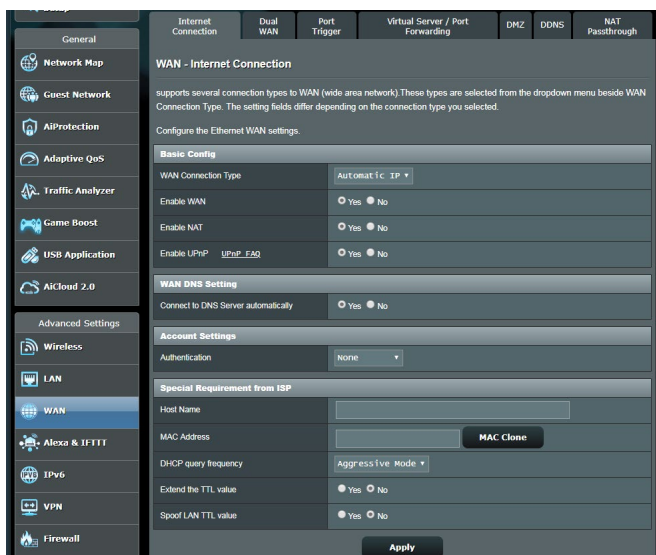 General
Network Map
Guest Network
AiProtection
Adaptive QoS
Traffic Analyzer
Game Boost
USB Application
AiCloud 2.0
Advanced Settings
Wireless
LAN
WAN
Alexa & IFTTT
IPv6
VPN
Firewall
Internet Connection
Dual WAN
Port Trigger
Virtual Server / Port Forwarding
DMZ
DDNS
NAT Passthrough
WAN - Internet Connection
supports several connection types to WAN (wide area network).These types are selected from the dropdown menu beside WAN
Connection Type. The setting fields differ depending on the connection type you selected.
Configure the Ethernet WAN settings.
Basic Config
WAN Connection Type Automatic IP
Enable WAN Yes No
Enable NAT Yes No
Enable UPnP UPnP FAQ Yes No
WAN DNS Setting
Connect to DNS Server automatically Yes No
Account Settings
Authentication None
Special Requirement from ISP
Host Name
MAC Address MAC Clone
DHCP query frequency Aggressive Mode
Extend the TTL value Yes No
Spoof LAN TTL value Yes No
Apply